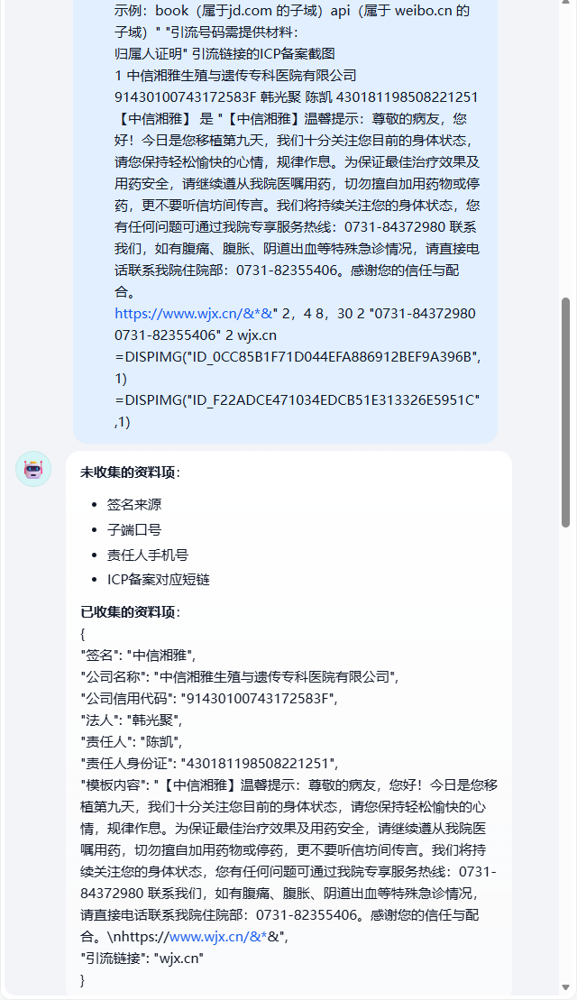 示例：book（属于jd.com 的子域）api（属于 weibo.cn 的
子域）" "引流号码需提供材料：
归属人证明" 引流链接的ICP备案截图
1 中信湘雅生殖与遗传专科医院有限公司
91430100743172583F 韩光聚 陈凯 430181198508221251
【中信湘雅】 是 "【中信湘雅】温馨提示：尊敬的病友，您
好！今日是您移植第九天，我们十分关注您目前的身体状态，
请您保持轻松愉快的心情，规律作息。为保证最佳治疗效果及
用药安全，请继续遵从我院医嘱用药，切勿擅自加用药物或停
药，更不要听信坊间传言。我们将持续关注您的身体状态，您
有任何问题可通过我院专享服务热线：0731-84372980 联系
我们，如有腹痛、腹胀、阴道出血等特殊急诊情况，请直接电
话联系我院住院部：0731-82355406。感谢您的信任与配
合。
https://www.wjx.cn/&*&" 2，4 8，30 2 "0731-84372980
0731-82355406" 2 wjx.cn
=DISPIMG("ID_0CC85B1F71D044EFA886912BEF9A396B",
1)
=DISPIMG("ID_F22ADCE471034EDCB51E313326E5951C"
,1)
未收集的资料项：
• 签名来源
• 子端口号
• 责任人手机号
• ICP备案对应短链
已收集的资料项：
{
"签名": "中信湘雅",
"公司名称": "中信湘雅生殖与遗传专科医院有限公司",
"公司信用代码": "91430100743172583F",
"法人": "韩光聚",
"责任人": "陈凯",
"责任人身份证": "430181198508221251",
"模板内容": "【中信湘雅】温馨提示：尊敬的病友，您好！今日是您移
植第九天，我们十分关注您目前的身体状态，请您保持轻松愉快的心
情，规律作息。为保证最佳治疗效果及用药安全，请继续遵从我院医
嘱用药，切勿擅自加用药物或停药，更不要听信坊间传言。我们将持
续关注您的身体状态，您有任何问题可通过我院专享服务热线：0731-
84372980 联系我们，如有腹痛、腹胀、阴道出血等特殊急诊情况，
请直接电话联系我院住院部：0731-82355406。感谢您的信任与配
合。\nhttps://www.wjx.cn/&*&",
"引流链接": "wjx.cn"
}